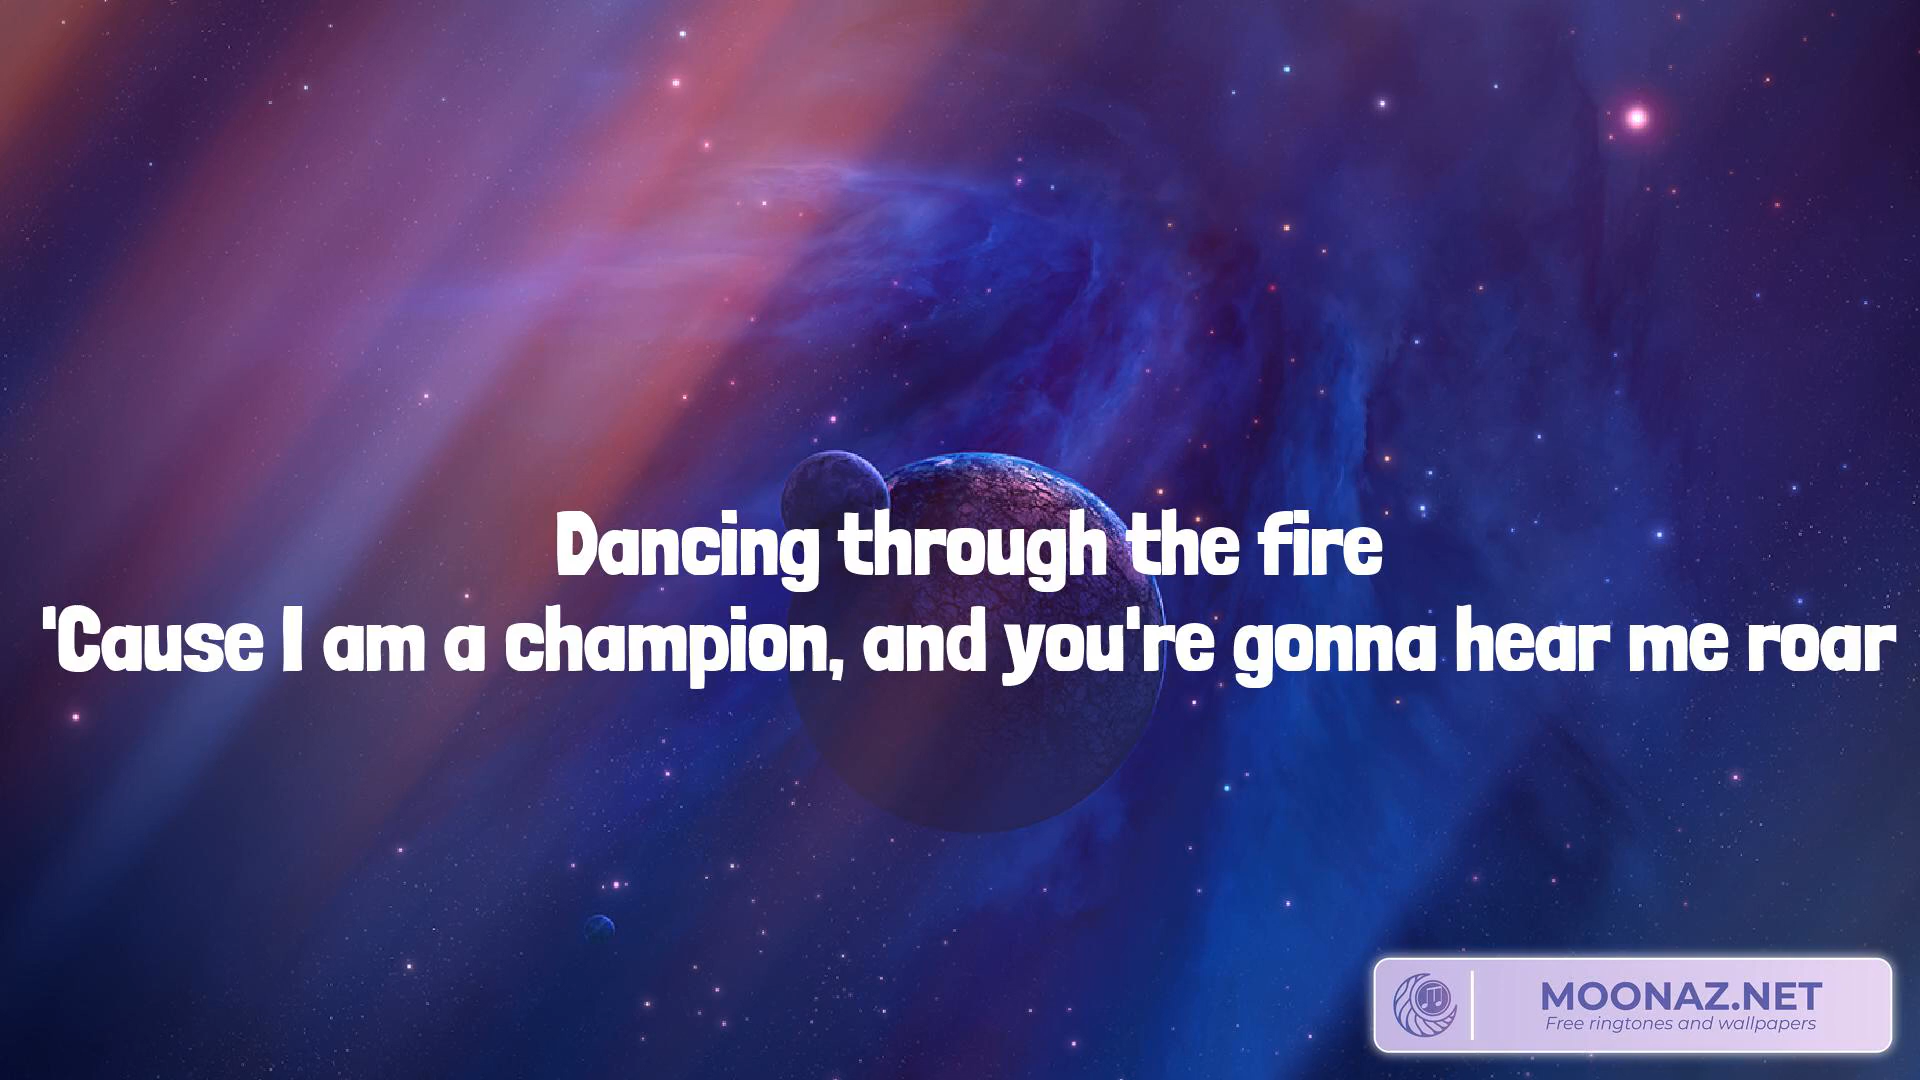 Dancing through the fire
'Cause I am a champion, and you're gonna hear me roar
MOONAZ.NET
Free ringtones and wallpapers